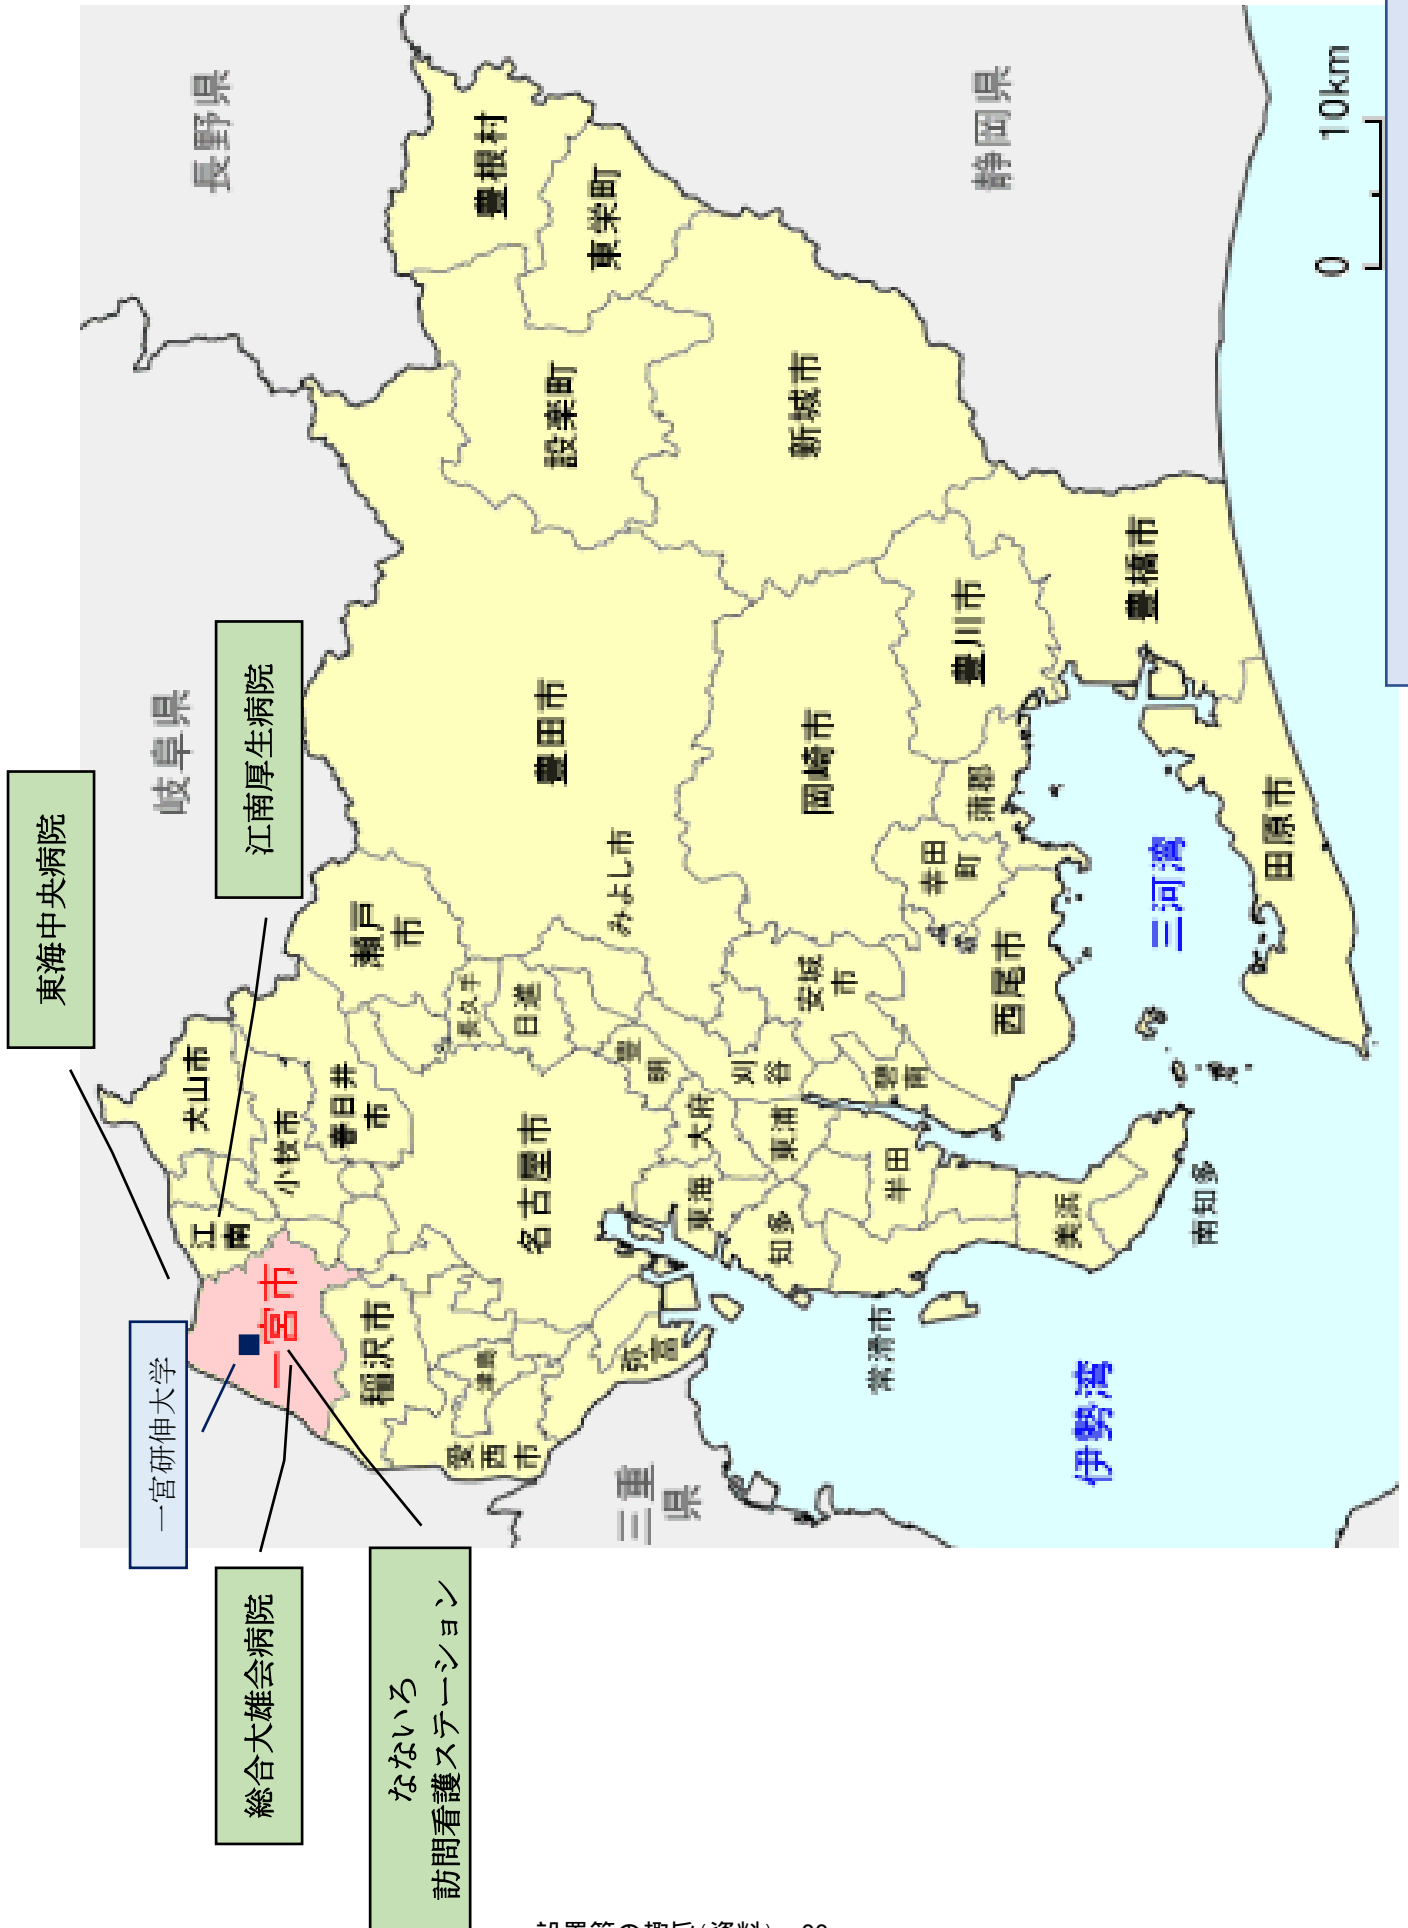 東海中央病院
江南厚生病院
一宮研伸大学
総合大雄会病院
なないろ
訪問看護ステーション
長野県
岐阜県
静岡県
三重
県
豊根村
東栄町
設楽町
新城市
豊田市
みよし市
岡崎市
豊川市
豊橋市
蒲郡
幸田
町
田原市
西尾市
安城
市
碧
南
刈
谷
瀬戸
市
長久手
日進
豊
明
犬山市
小牧市
春日井
市
江
南
一宮市
稲沢市
津島
愛
西
市
弥
富
名古屋市
大府
東海
東浦
知多
半田
常滑市
美浜
南知多
三河湾
伊勢湾
0
10km